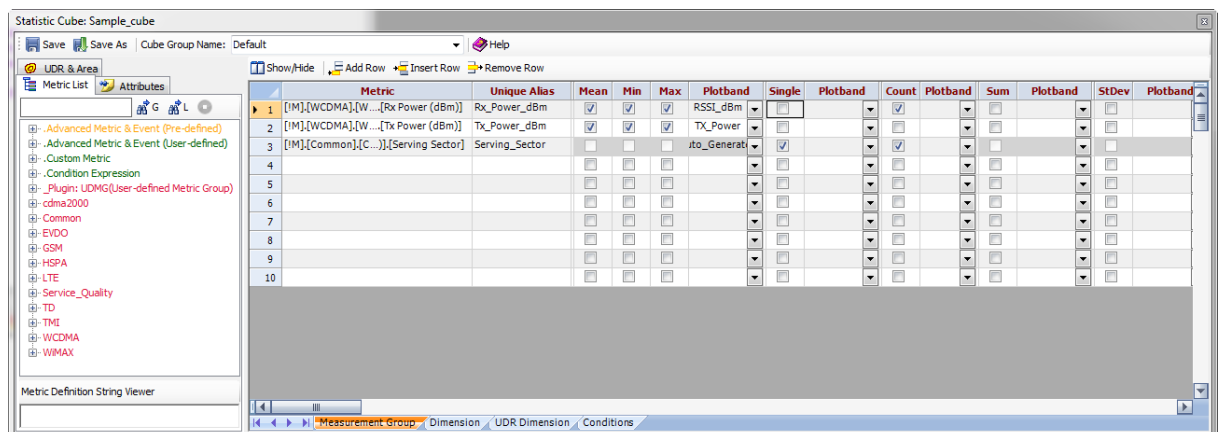 Statistic Cube: Sample_cube
Save Save As Cube Group Name: Default Help
UDR & Area
Metric List Attributes
G L
.Advanced Metric & Event (Pre-defined)
.Advanced Metric & Event (User-defined)
.Custom Metric
.Condition Expression
_Plugin: UDMG(User-defined Metric Group)
cdma2000
Common
EVDO
GSM
HSPA
LTE
Service_Quality
TD
TMI
WCDMA
WiMAX
Metric Definition String Viewer
Show/Hide Add Row Insert Row Remove Row
Metric Unique Alias Mean Min Max Plotband Single Plotband Count Plotband Sum Plotband StDev Plotband
1 [!M].[WCDMA].[W....[Rx Power (dBm)] Rx_Power_dBm RSSI_dBm
2 [!M].[WCDMA].[W....[Tx Power (dBm)] Tx_Power_dBm TX_Power
3 [!M].[Common].[C...)].[Serving Sector] Serving_Sector uto_Generate
4
5
6
7
8
9
10
Measurement Group Dimension UDR Dimension Conditions